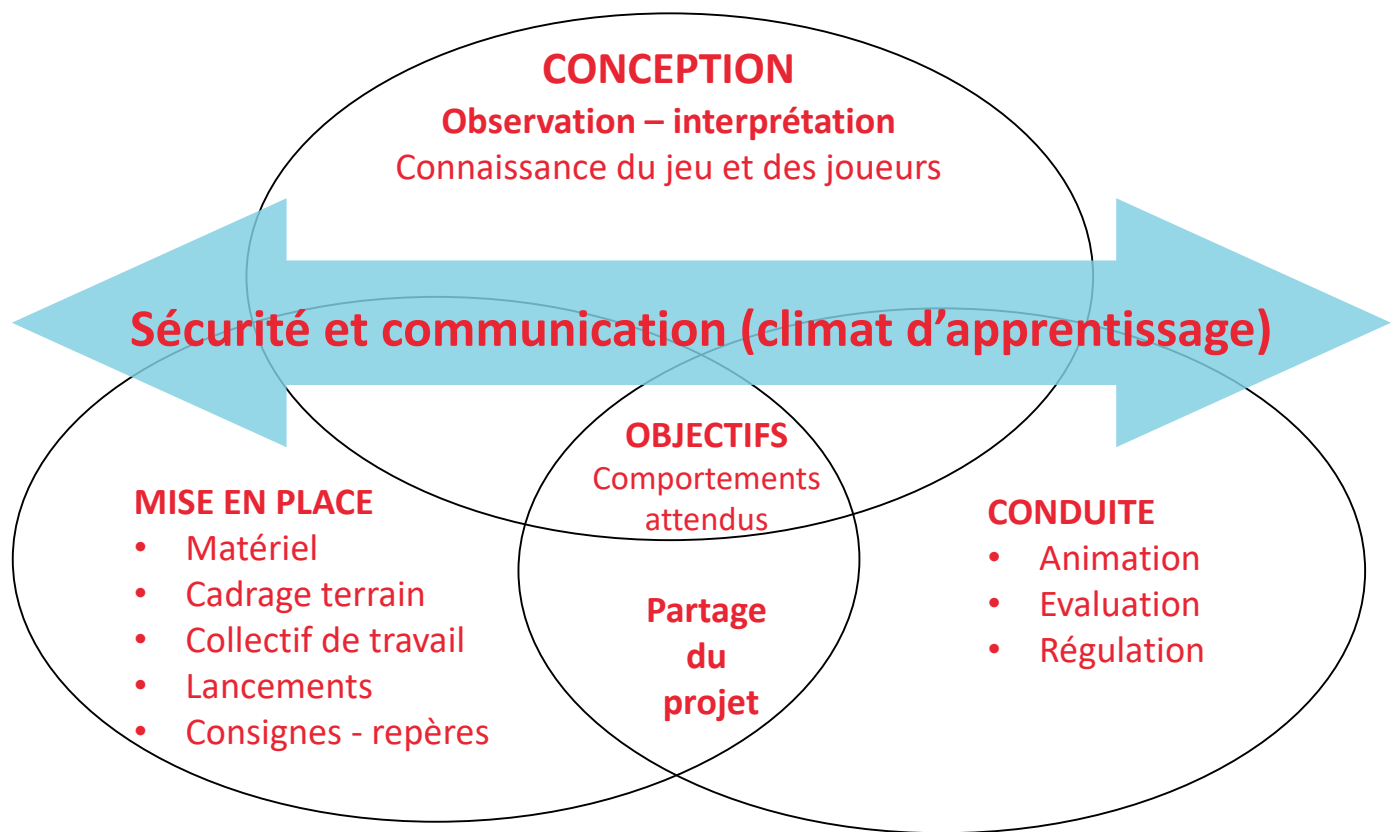 CONCEPTION
Observation – interprétation
Connaissance du jeu et des joueurs
Sécurité et communication (climat d’apprentissage)
OBJECTIFS
Comportements
attendus
MISE EN PLACE
• Matériel
• Cadrage terrain
• Collectif de travail
• Lancements
• Consignes - repères
Partage
du
projet
CONDUITE
• Animation
• Evaluation
• Régulation